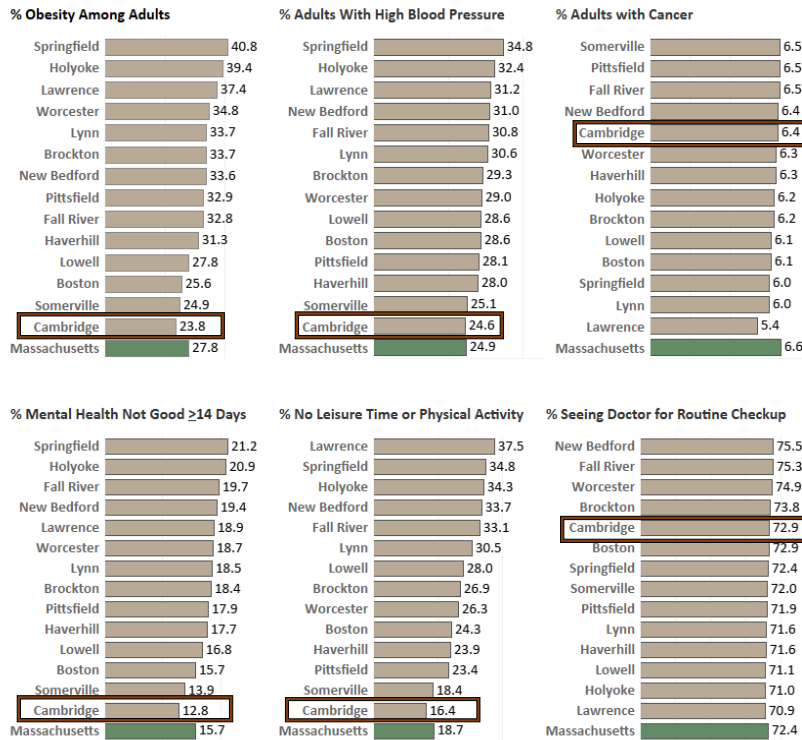 % Obesity Among Adults
Springfield 40.8
Holyoke 39.4
Lawrence 37.4
Worcester 34.8
Lynn 33.7
Brockton 33.7
New Bedford 33.6
Pittsfield 32.9
Fall River 32.8
Haverhill 31.3
Lowell 27.8
Boston 25.6
Somerville 24.9
Cambridge 23.8
Massachusetts 27.8
% Adults With High Blood Pressure
Springfield 34.8
Holyoke 32.4
Lawrence 31.2
New Bedford 31.0
Fall River 30.8
Lynn 30.6
Brockton 29.3
Worcester 29.0
Lowell 28.6
Boston 28.6
Pittsfield 28.1
Haverhill 28.0
Somerville 25.1
Cambridge 24.6
Massachusetts 24.9
% Adults with Cancer
Somerville 6.5
Pittsfield 6.5
Fall River 6.5
New Bedford 6.4
Cambridge 6.4
Worcester 6.3
Haverhill 6.3
Holyoke 6.2
Brockton 6.2
Lowell 6.1
Boston 6.1
Springfield 6.0
Lynn 6.0
Lawrence 5.4
Massachusetts 6.6
% Mental Health Not Good ≥14 Days
Springfield 21.2
Holyoke 20.9
Fall River 19.7
New Bedford 19.4
Lawrence 18.9
Worcester 18.7
Lynn 18.5
Brockton 18.4
Pittsfield 17.9
Haverhill 17.7
Lowell 16.8
Boston 15.7
Somerville 13.9
Cambridge 12.8
Massachusetts 15.7
% No Leisure Time or Physical Activity
Lawrence 37.5
Springfield 34.8
Holyoke 34.3
New Bedford 33.7
Fall River 33.1
Lynn 30.5
Lowell 28.0
Brockton 26.9
Worcester 26.3
Boston 24.3
Haverhill 23.9
Pittsfield 23.4
Somerville 18.4
Cambridge 16.4
Massachusetts 18.7
% Seeing Doctor for Routine Checkup
New Bedford 75.5
Fall River 75.3
Worcester 74.9
Brockton 73.8
Cambridge 72.9
Boston 72.9
Springfield 72.4
Somerville 72.0
Pittsfield 71.9
Lynn 71.6
Haverhill 71.6
Lowell 71.1
Holyoke 71.0
Lawrence 70.9
Massachusetts 72.4